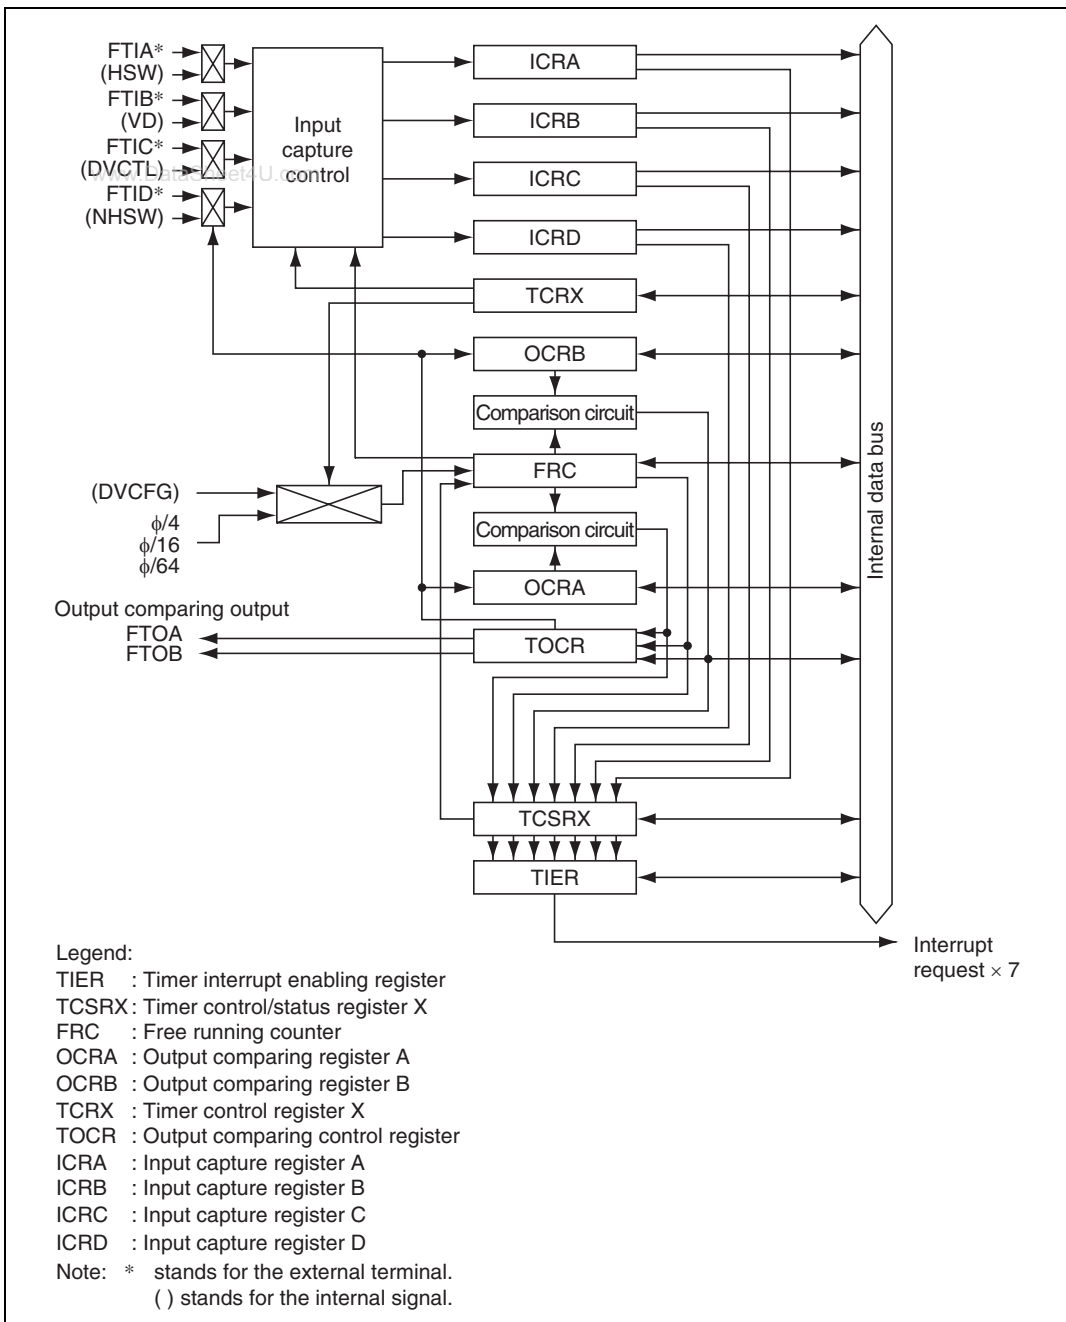 FTIA*
(HSW)
FTIB*
(VD)
FTIC*
(DVCTL)
FTID*
(NHSW)
www.DataSheet4U.com
Input
capture
control
ICRA
ICRB
ICRC
ICRD
TCRX
OCRB
Comparison circuit
FRC
Comparison circuit
OCRA
TOCR
TCSRX
TIER
(DVCFG)
ϕ/4
ϕ/16
ϕ/64
Output comparing output
FTOA
FTOB
Internal data bus
Interrupt
request × 7
Legend:
TIER : Timer interrupt enabling register
TCSRX : Timer control/status register X
FRC : Free running counter
OCRA : Output comparing register A
OCRB : Output comparing register B
TCRX : Timer control register X
TOCR : Output comparing control register
ICRA : Input capture register A
ICRB : Input capture register B
ICRC : Input capture register C
ICRD : Input capture register D
Note: * stands for the external terminal.
( ) stands for the internal signal.